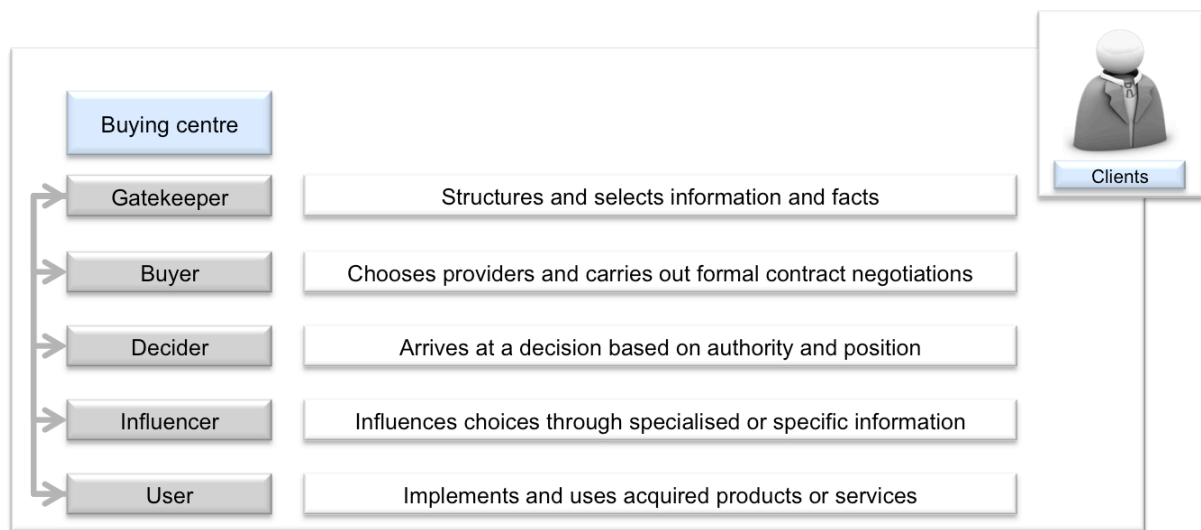 Clients
Buying centre
Gatekeeper
Structures and selects information and facts
Buyer
Chooses providers and carries out formal contract negotiations
Decider
Arrives at a decision based on authority and position
Influencer
Influences choices through specialised or specific information
User
Implements and uses acquired products or services